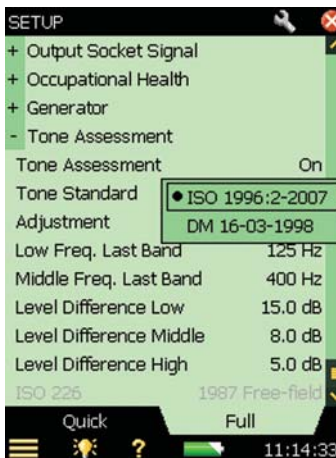 SETUP
+ Output Socket Signal
+ Occupational Health
+ Generator
- Tone Assessment
Tone Assessment On
Tone Standard ● ISO 1996:2-2007
Adjustment DM 16-03-1998
Low Freq. Last Band 125 Hz
Middle Freq. Last Band 400 Hz
Level Difference Low 15.0 dB
Level Difference Middle 8.0 dB
Level Difference High 5.0 dB
ISO 226 1987 Free-field
Quick Full
? 11:14:33